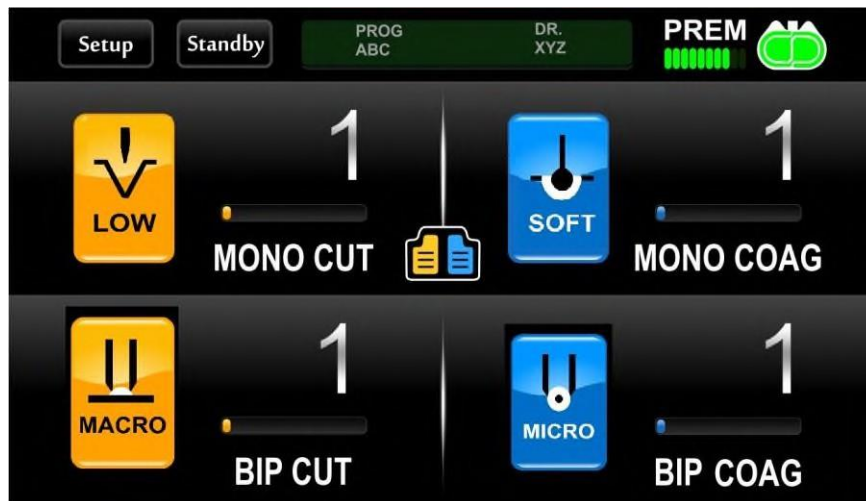 Setup
Standby
PROG
ABC
DR.
XYZ
PREM
LOW
1
MONO CUT
SOFT
1
MONO COAG
MACRO
1
BIP CUT
MICRO
1
BIP COAG